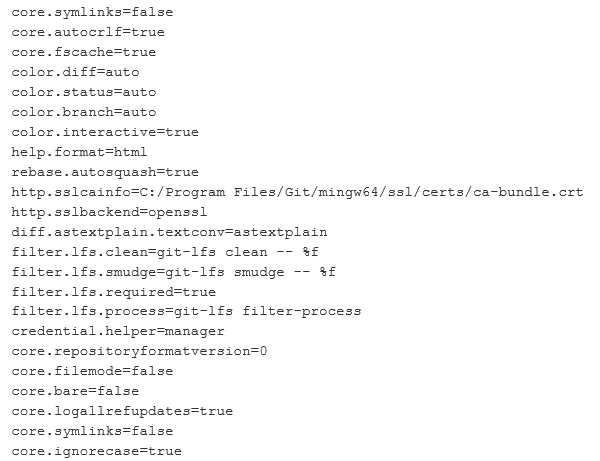 core.symlinks=false
core.autocrlf=true
core.fscache=true
color.diff=auto
color.status=auto
color.branch=auto
color.interactive=true
help.format=html
rebase.autosquash=true
http.sslcainfo=C:/Program Files/Git/mingw64/ssl/certs/ca-bundle.crt
http.sslbackend=openssl
diff.astextplain.textconv=astextplain
filter.lfs.clean=git-lfs clean -- %f
filter.lfs.smudge=git-lfs smudge -- %f
filter.lfs.required=true
filter.lfs.process=git-lfs filter-process
credential.helper=manager
core.repositoryformatversion=0
core.filemode=false
core.bare=false
core.logallrefupdates=true
core.symlinks=false
core.ignorecase=true